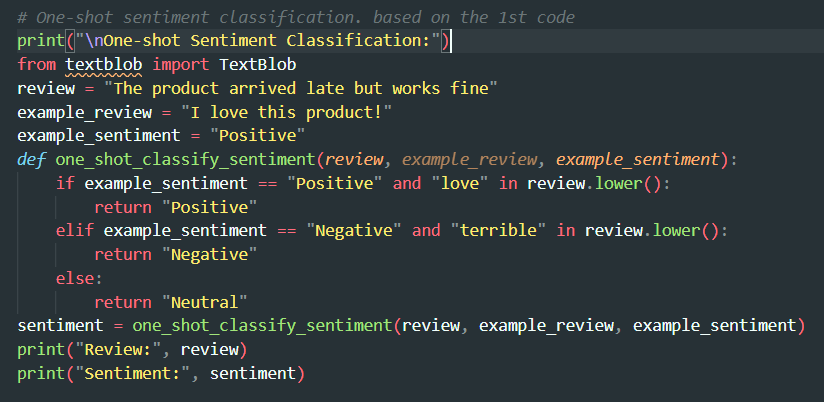 # One-shot sentiment classification. based on the 1st code
print("\nOne-shot Sentiment Classification:")
from textblob import TextBlob
review = "The product arrived late but works fine"
example_review = "I love this product!"
example_sentiment = "Positive"
def one_shot_classify_sentiment(review, example_review, example_sentiment):
    if example_sentiment == "Positive" and "love" in review.lower():
        return "Positive"
    elif example_sentiment == "Negative" and "terrible" in review.lower():
        return "Negative"
    else:
        return "Neutral"
sentiment = one_shot_classify_sentiment(review, example_review, example_sentiment)
print("Review:", review)
print("Sentiment:", sentiment)